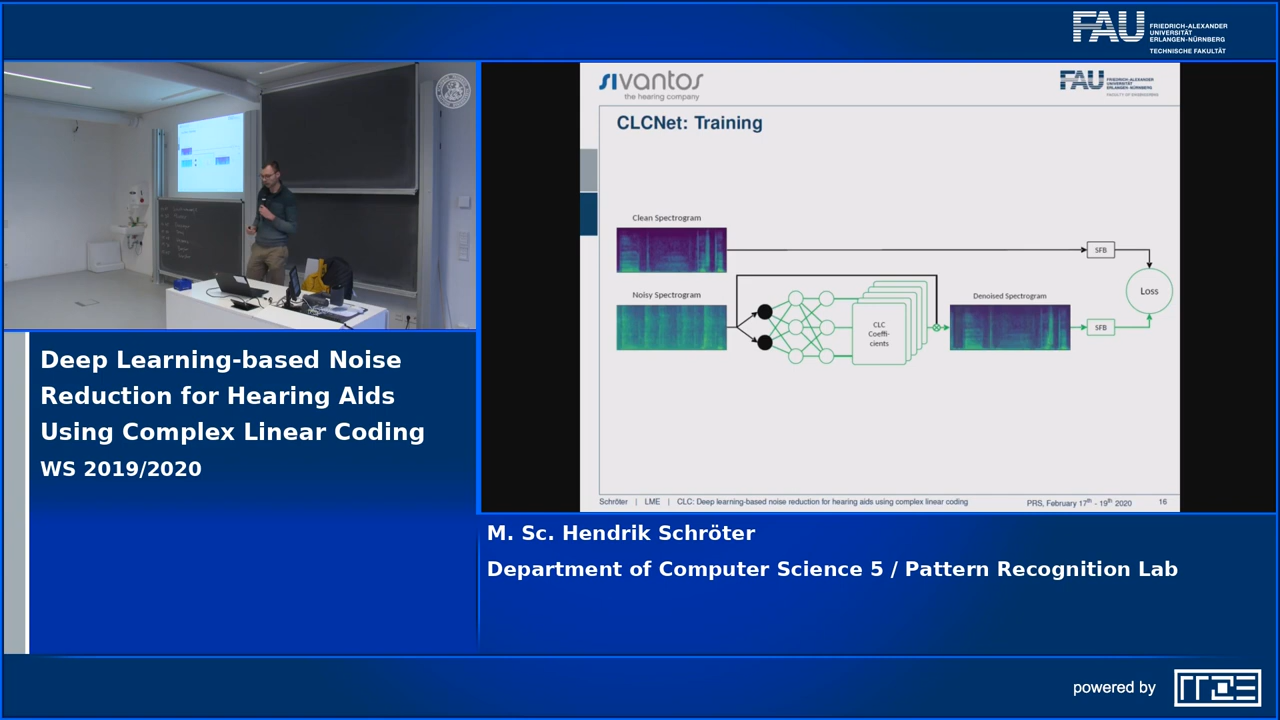 FAU
FRIEDRICH-ALEXANDER
UNIVERSITÄT
ERLANGEN-NÜRNBERG
TECHNISCHE FAKULTÄT
sivantos
the hearing company
FAU
FRIEDRICH-ALEXANDER
UNIVERSITÄT
ERLANGEN-NÜRNBERG
FACULTY OF ENGINEERING
CLCNet: Training
Clean Spectrogram
SFB
Noisy Spectrogram
CLC
Coeffi-
cients
Denoised Spectrogram
SFB
Loss
Schröter | LME | CLC: Deep learning-based noise reduction for hearing aids using complex linear coding
PRS, February 17th - 19th 2020
16
Deep Learning-based Noise
Reduction for Hearing Aids
Using Complex Linear Coding
WS 2019/2020
M. Sc. Hendrik Schröter
Department of Computer Science 5 / Pattern Recognition Lab
powered by